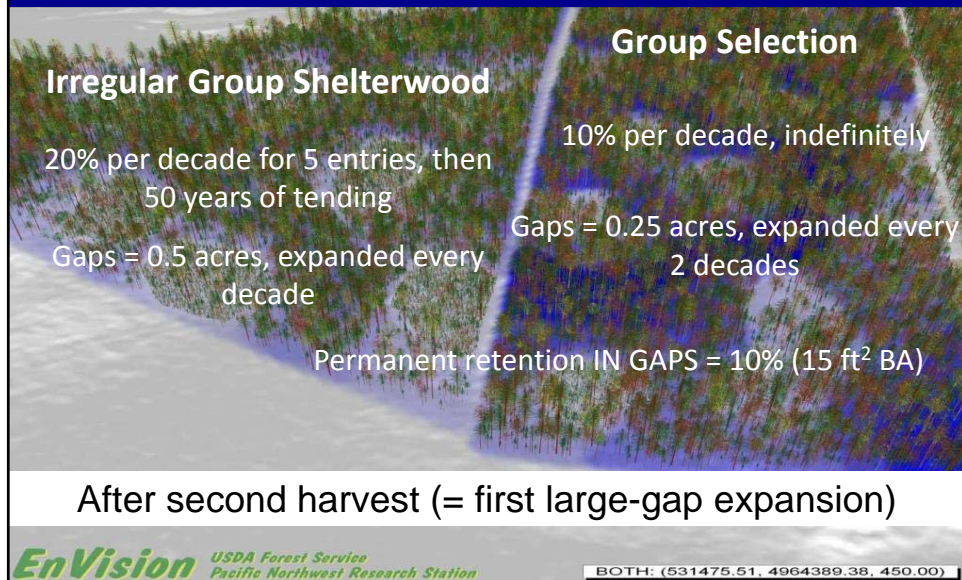 Irregular Group Shelterwood
20% per decade for 5 entries, then
50 years of tending
Gaps = 0.5 acres, expanded every
decade
Group Selection
10% per decade, indefinitely
Gaps = 0.25 acres, expanded every
2 decades
Permanent retention IN GAPS = 10% (15 ft² BA)
After second harvest (= first large-gap expansion)
EnVision USDA Forest Service
Pacific Northwest Research Station
BOTH: (531475.51, 4964389.38, 450.00)